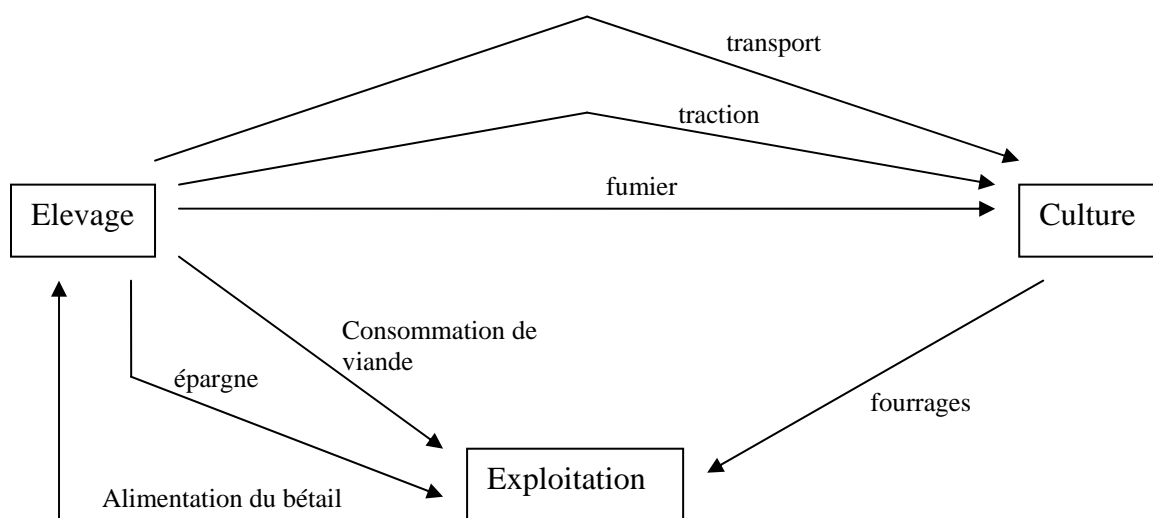 transport
traction
fumier
Elevage
Culture
Consommation de
viande
épargne
fourrages
Exploitation
Alimentation du bétail